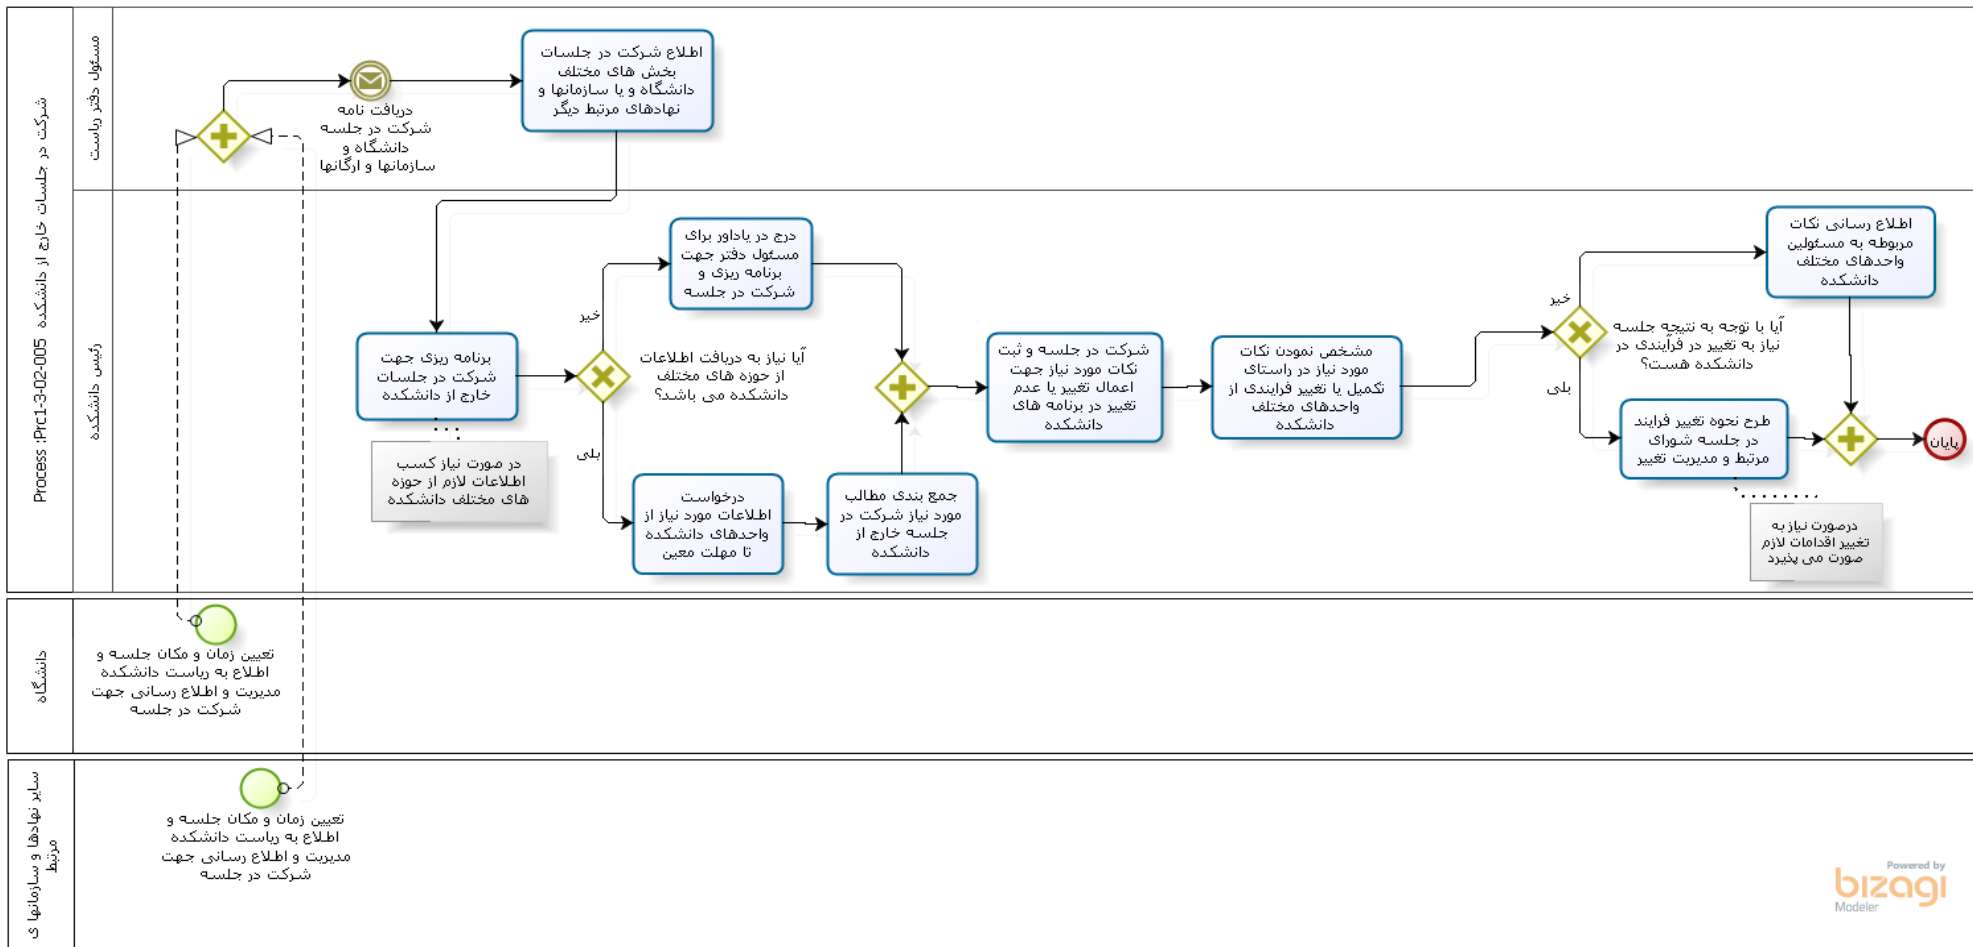 شرکت در جلسات خارج از دانشکده Process :Prc1-3-02-005
مسئول دفتر ریاست
دریافت نامه
شرکت در جلسه
دانشگاه و
سازمانها و ارگانها
اطلاع شرکت در جلسات
بخش های مختلف
دانشگاه و یا سازمانها و
نهادهای مرتبط دیگر
رئیس دانشکده
برنامه ریزی جهت
شرکت در جلسات
خارج از دانشکده
در صورت نیاز کسب
اطلاعات لازم از حوزه
های مختلف دانشکده
آیا نیاز به دریافت اطلاعات
از حوزه های مختلف
دانشکده می باشد؟
خیر
بلی
درج در یاداور برای
مسئول دفتر جهت
برنامه ریزی و
شرکت در جلسه
درخواست
اطلاعات مورد نیاز از
واحدهای دانشکده
تا مهلت معین
جمع بندی مطالب
مورد نیاز شرکت در
جلسه خارج از
دانشکده
شرکت در جلسه و ثبت
نکات مورد نیاز جهت
اعمال تغییر یا عدم
تغییر در برنامه های
دانشکده
مشخص نمودن نکات
مورد نیاز در راستای
تکمیل یا تغییر فرایندی از
واحدهای مختلف
دانشکده
آیا با توجه به نتیجه جلسه
نیاز به تغییر در فرآیندی در
دانشکده هست؟
خیر
بلی
اطلاع رسانی نکات
مربوطه به مسئولین
واحدهای مختلف
دانشکده
طرح نحوه تغییر فرایند
در جلسه شورای
مرتبط و مدیریت تغییر
درصورت نیاز به
تغییر اقدامات لازم
صورت می پذیرد
پایان
دانشگاه
تعیین زمان و مکان جلسه و
اطلاع به ریاست دانشکده
مدیریت و اطلاع رسانی جهت
شرکت در جلسه
سایر نهادها و سازمانها ی
مرتبط
تعیین زمان و مکان جلسه و
اطلاع به ریاست دانشکده
مدیریت و اطلاع رسانی جهت
شرکت در جلسه
Powered by
bizagi
Modeler